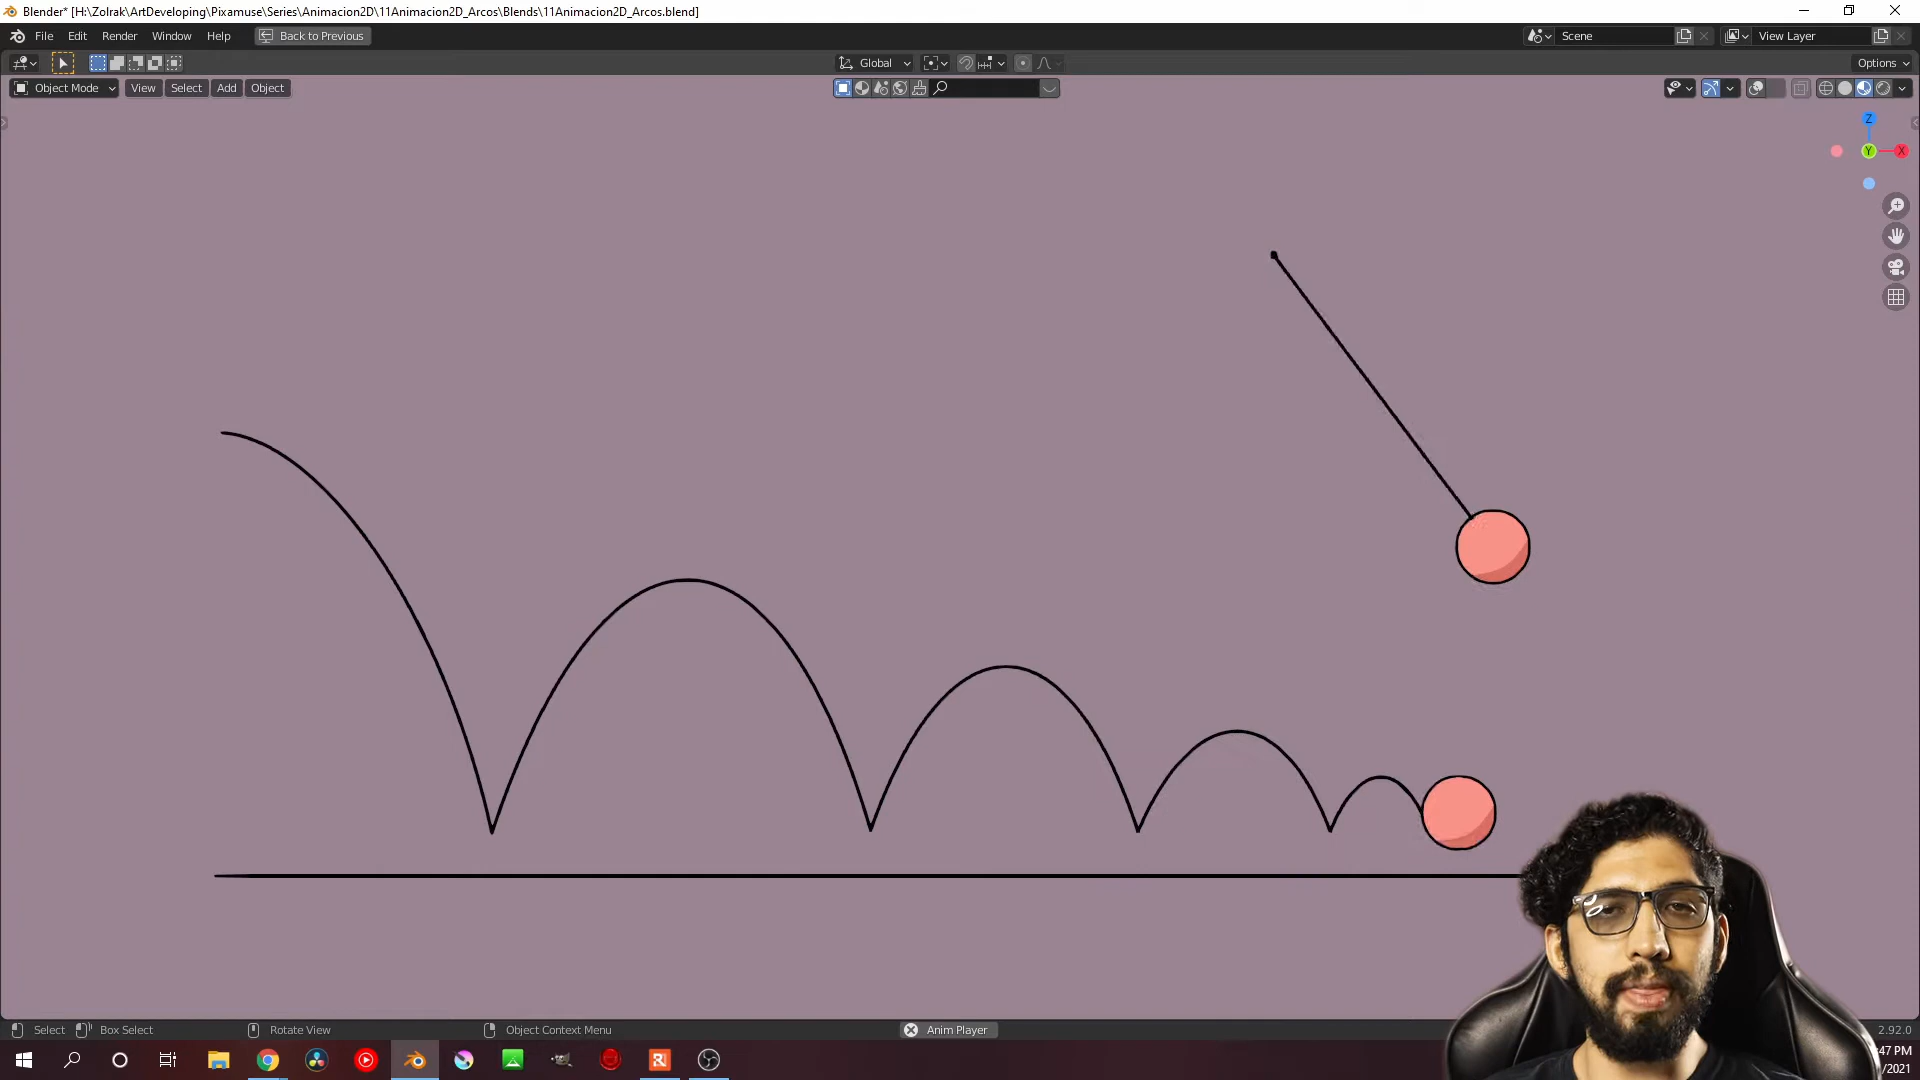 Blender* [H:\Zolrak\ArtDeveloping\Pixamuse\Series\Animacion2D\11Animacion2D_Arcos\Blends\11Animacion2D_Arcos.blend]
File Edit Render Window Help Back to Previous Scene View Layer
Global Options
Object Mode View Select Add Object
Z
Y X
Select Box Select Rotate View Object Context Menu Anim Player 2.92.0
:47 PM
/2021